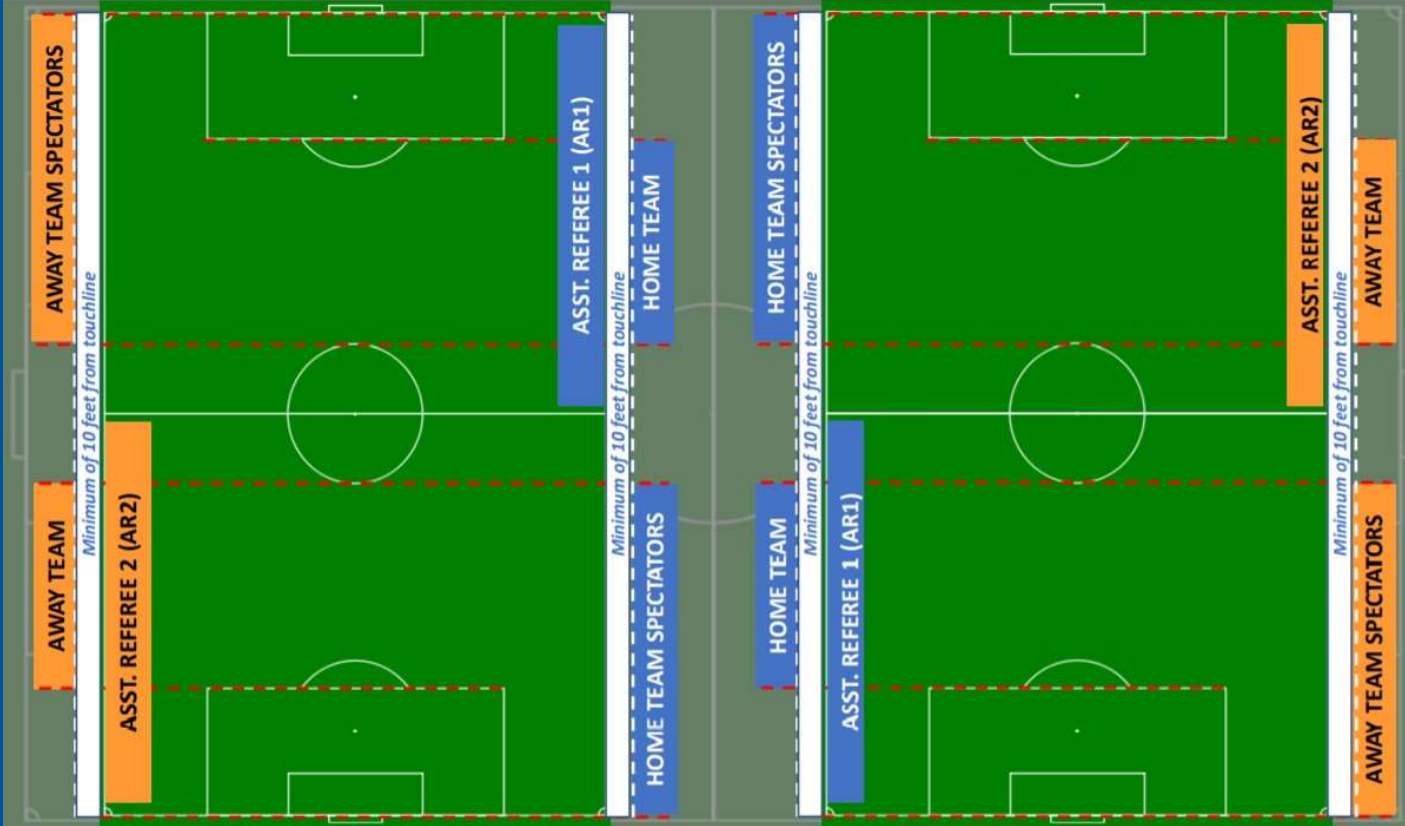 AWAY TEAM SPECTATORS
Minimum of 10 feet from touchline
AWAY TEAM
ASST. REFEREE 2 (AR2)
ASST. REFEREE 1 (AR1)
Minimum of 10 feet from touchline
HOME TEAM
HOME TEAM SPECTATORS
HOME TEAM SPECTATORS
Minimum of 10 feet from touchline
HOME TEAM
ASST. REFEREE 1 (AR1)
ASST. REFEREE 2 (AR2)
Minimum of 10 feet from touchline
AWAY TEAM
AWAY TEAM SPECTATORS